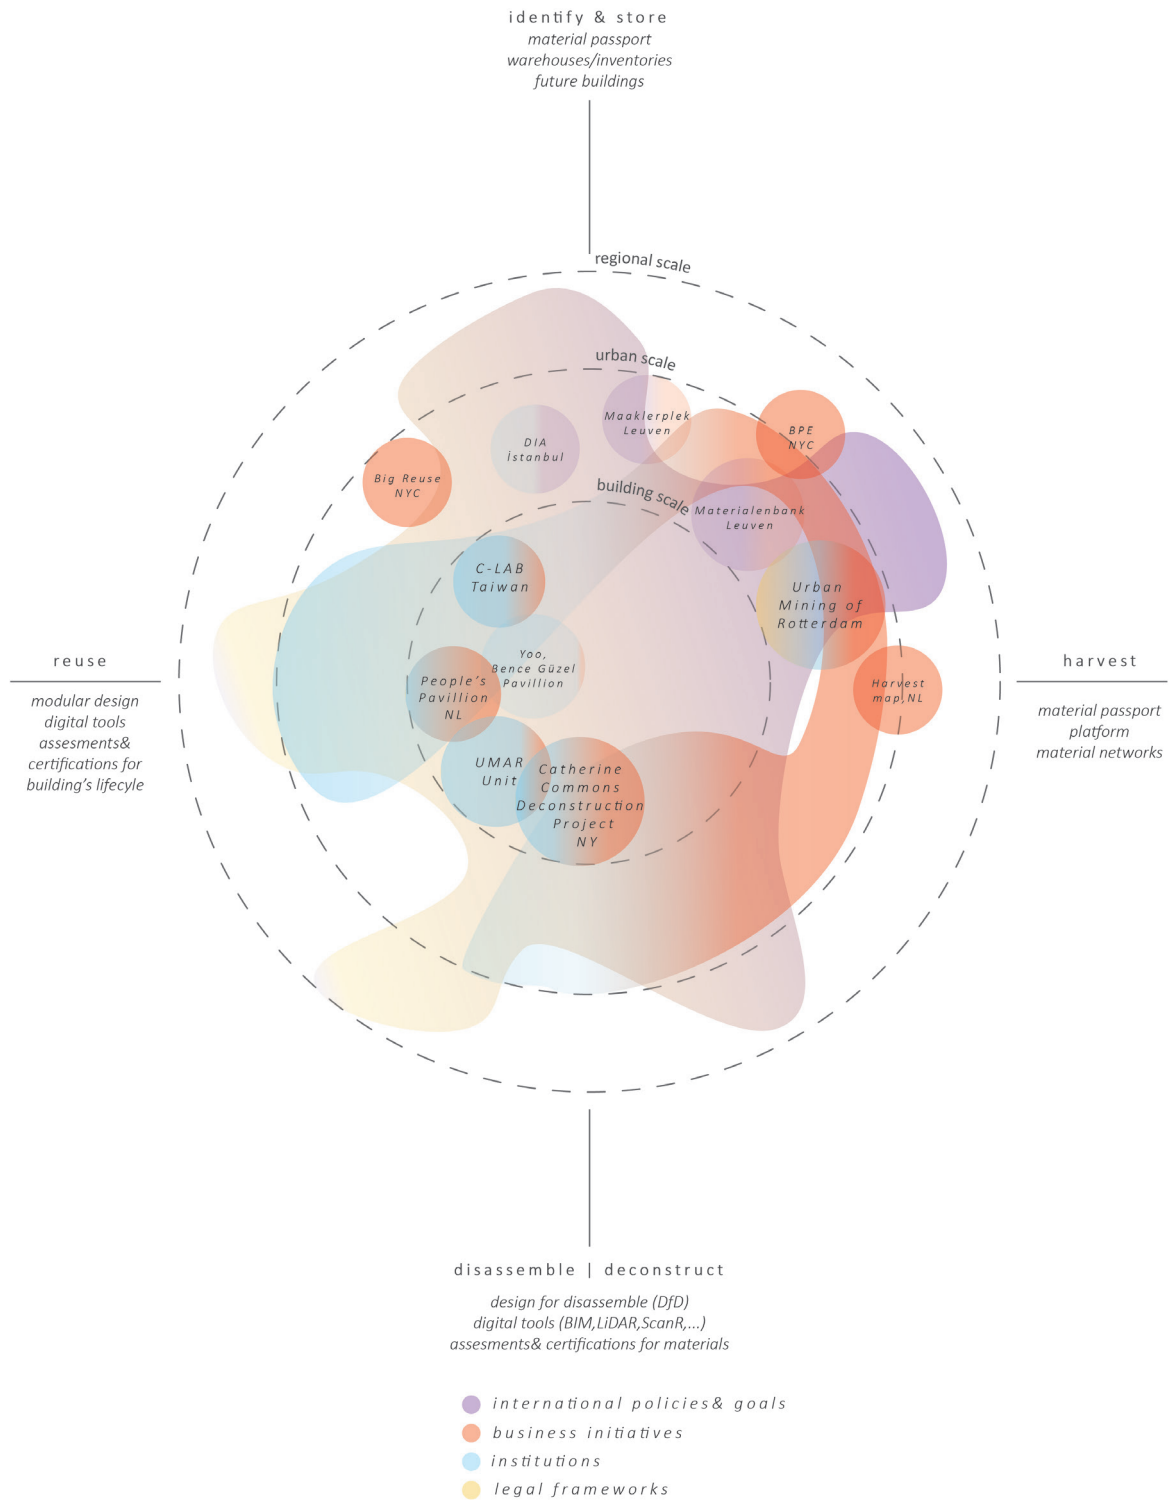 identify & store
material passport
warehouses/inventories
future buildings
regional scale
urban scale
Maaklerplek
Leuven
BPE
NYC
DIA
İstanbul
Big Reuse
NYC
building scale
Materialenbank
Leuven
C-LAB
Taiwan
Urban
Mining of
Rotterdam
Yoo,
Bence Güzel
Pavillion
People's
Pavillion
NL
Harvest
map,NL
UMAR
Unit
Catherine
Commons
Deconstruction
Project
NY
reuse
modular design
digital tools
assesments&
certifications for
building's lifecyle
harvest
material passport
platform
material networks
disassemble | deconstruct
design for disassemble (DfD)
digital tools (BIM,LiDAR,ScanR,...)
assesments& certifications for materials
international policies& goals
business initiatives
institutions
legal frameworks